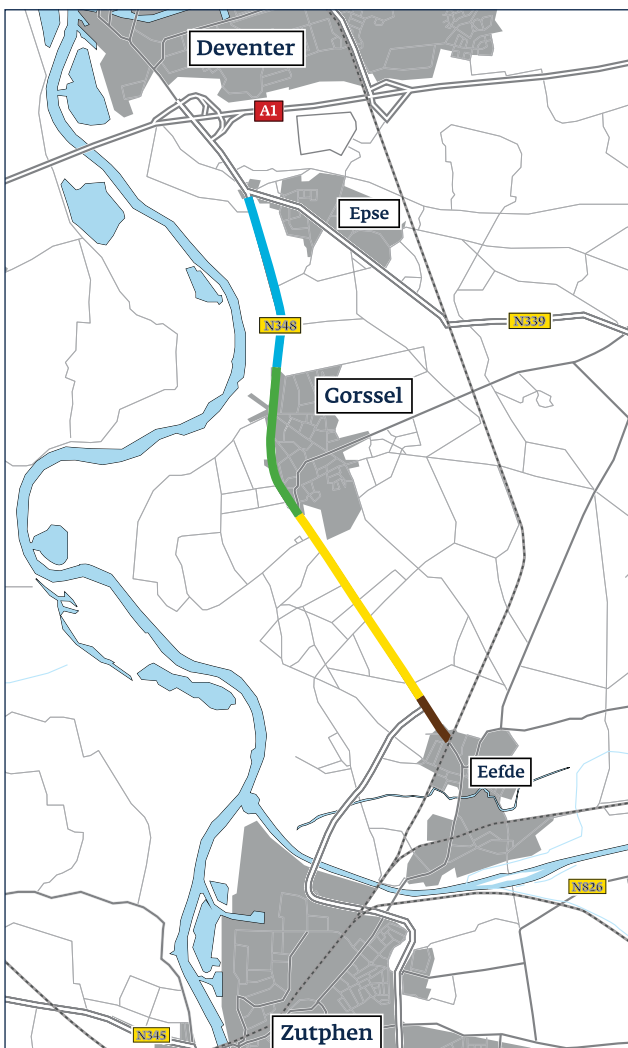 Deventer
A1
Epse
N339
N348
Gorssel
Eefde
N826
N345
Zutphen